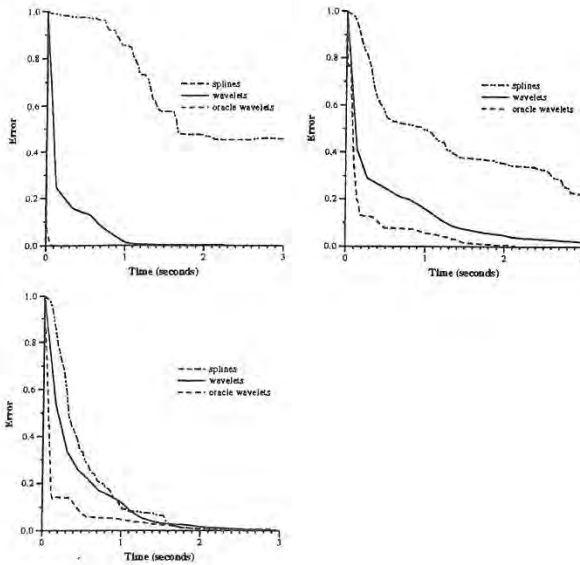 1.0
0.8
0.6
0.4
0.2
0.0
Error
0
1
2
3
Time (seconds)
splines
wavelets
oracle wavelets
1.0
0.8
0.6
0.4
0.2
0.0
Error
0
1
2
Time (seconds)
splines
wavelets
oracle wavelets
1.0
0.8
0.6
0.4
0.2
0.0
Error
0
1
2
3
Time (seconds)
splines
wavelets
oracle wavelets